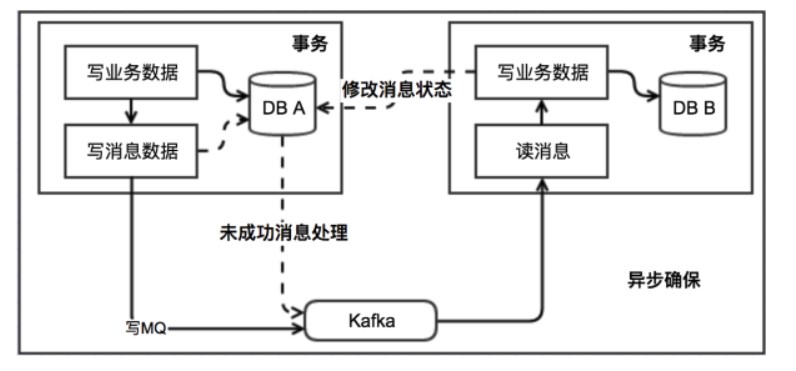 事务
写业务数据
DB A
写消息数据
修改消息状态
事务
写业务数据
DB B
读消息
未成功消息处理
异步确保
写MQ
Kafka